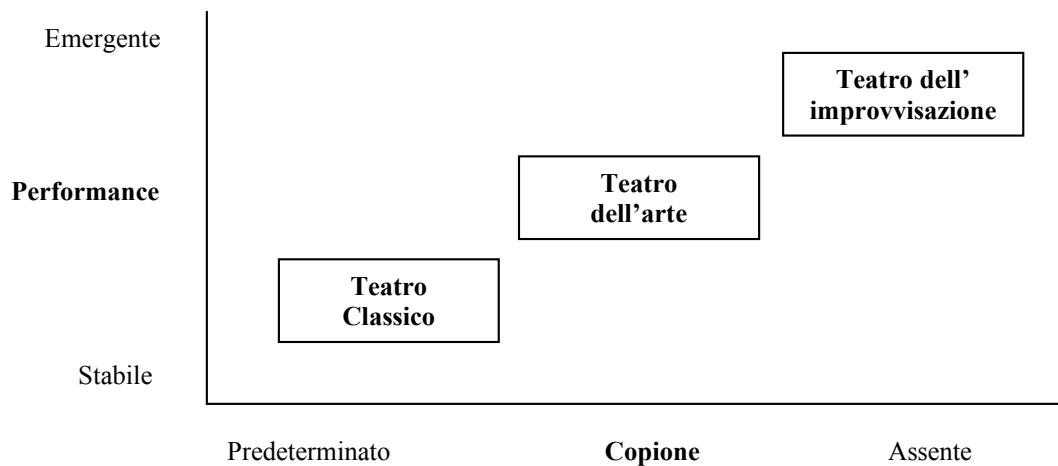 Emergente
Teatro dell’
improvvisazione
Performance
Teatro
dell’arte
Teatro
Classico
Stabile
Predeterminato
Copione
Assente